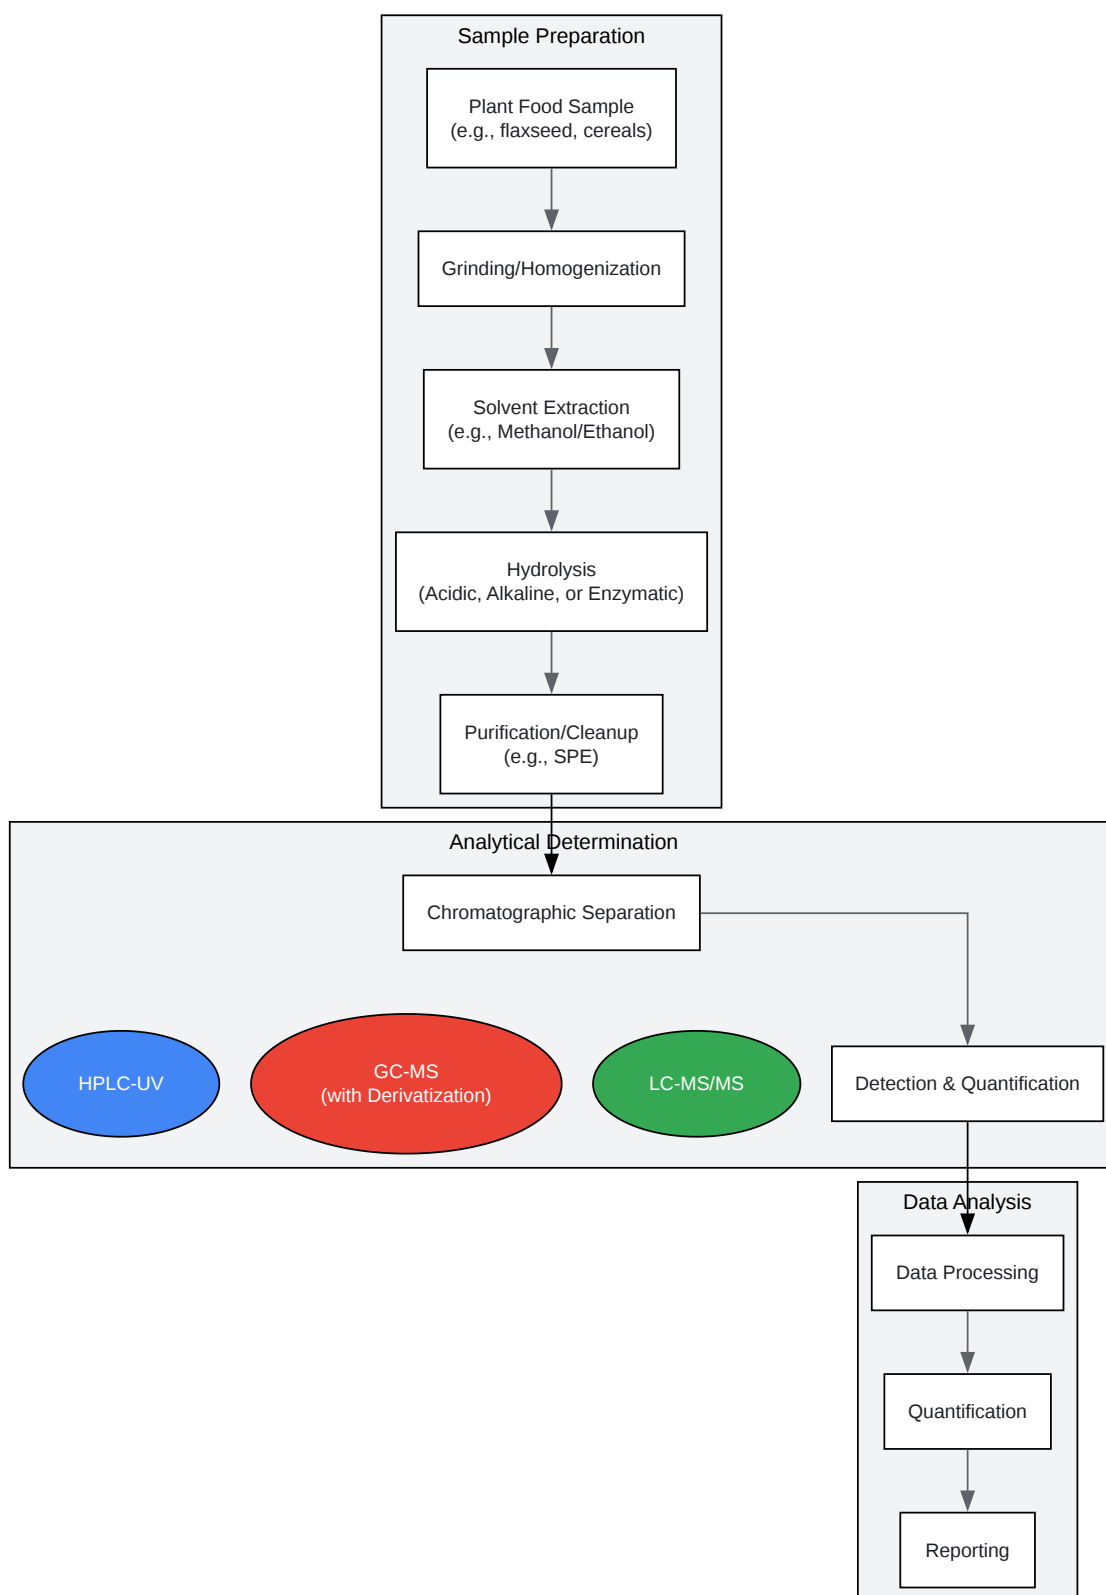 Sample Preparation
Plant Food Sample
(e.g., flaxseed, cereals)
Grinding/Homogenization
Solvent Extraction
(e.g., Methanol/Ethanol)
Hydrolysis
(Acidic, Alkaline, or Enzymatic)
Purification/Cleanup
(e.g., SPE)
Analytical Determination
Chromatographic Separation
HPLC-UV
GC-MS
(with Derivatization)
LC-MS/MS
Detection & Quantification
Data Analysis
Data Processing
Quantification
Reporting